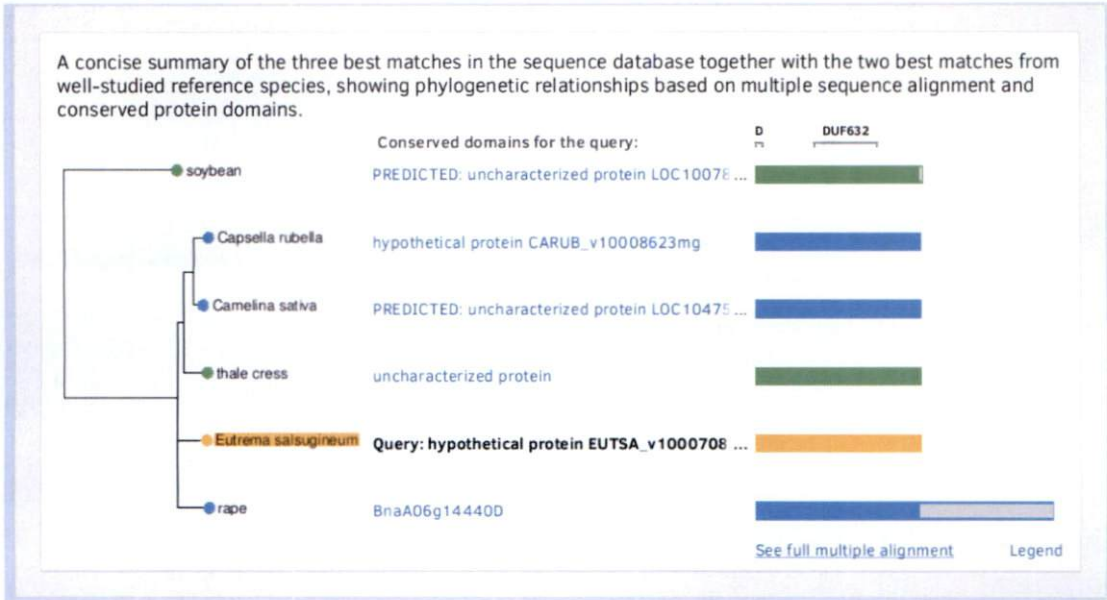 A concise summary of the three best matches in the sequence database together with the two best matches from
well-studied reference species, showing phylogenetic relationships based on multiple sequence alignment and
conserved protein domains.
Conserved domains for the query: D DUF632
soybean PREDICTED: uncharacterized protein LOC10078 ...
Capsella rubella hypothetical protein CARUB_v10008623mg
Camelina sativa PREDICTED: uncharacterized protein LOC10475 ...
thale cress uncharacterized protein
Eutrema salsugineum Query: hypothetical protein EUTSA_v1000708 ...
rape BnaA06g14440D
See full multiple alignment Legend